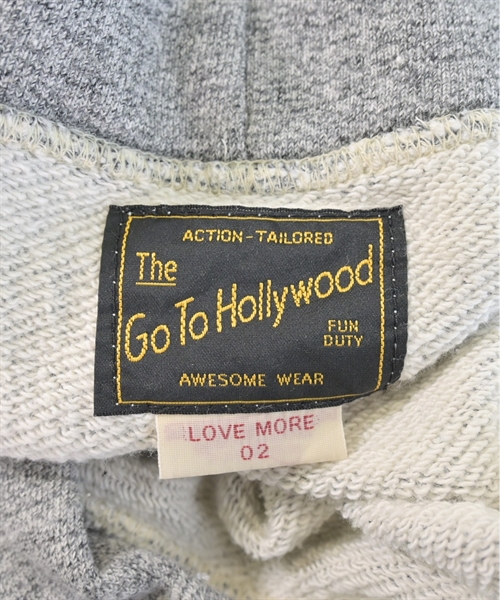 ACTION-TAILORED
The
Go To Hollywood
FUN
DUTY
AWESOME WEAR
LOVE MORE
02